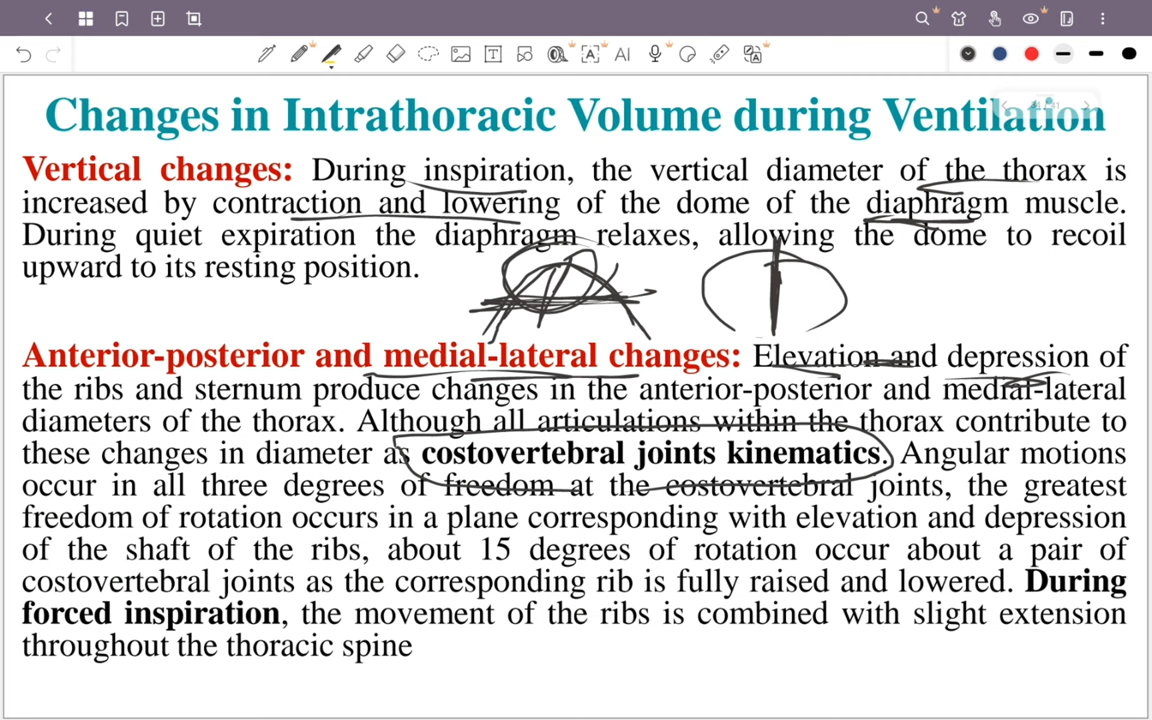 Changes in Intrathoracic Volume during Ventilation
Vertical changes: During inspiration, the vertical diameter of the thorax is
increased by contraction and lowering of the dome of the diaphragm muscle.
During quiet expiration the diaphragm relaxes, allowing the dome to recoil
upward to its resting position.
Anterior-posterior and medial-lateral changes: Elevation and depression of
the ribs and sternum produce changes in the anterior-posterior and medial-lateral
diameters of the thorax. Although all articulations within the thorax contribute to
these changes in diameter as costovertebral joints kinematics. Angular motions
occur in all three degrees of freedom at the costovertebral joints, the greatest
freedom of rotation occurs in a plane corresponding with elevation and depression
of the shaft of the ribs, about 15 degrees of rotation occur about a pair of
costovertebral joints as the corresponding rib is fully raised and lowered. During
forced inspiration, the movement of the ribs is combined with slight extension
throughout the thoracic spine